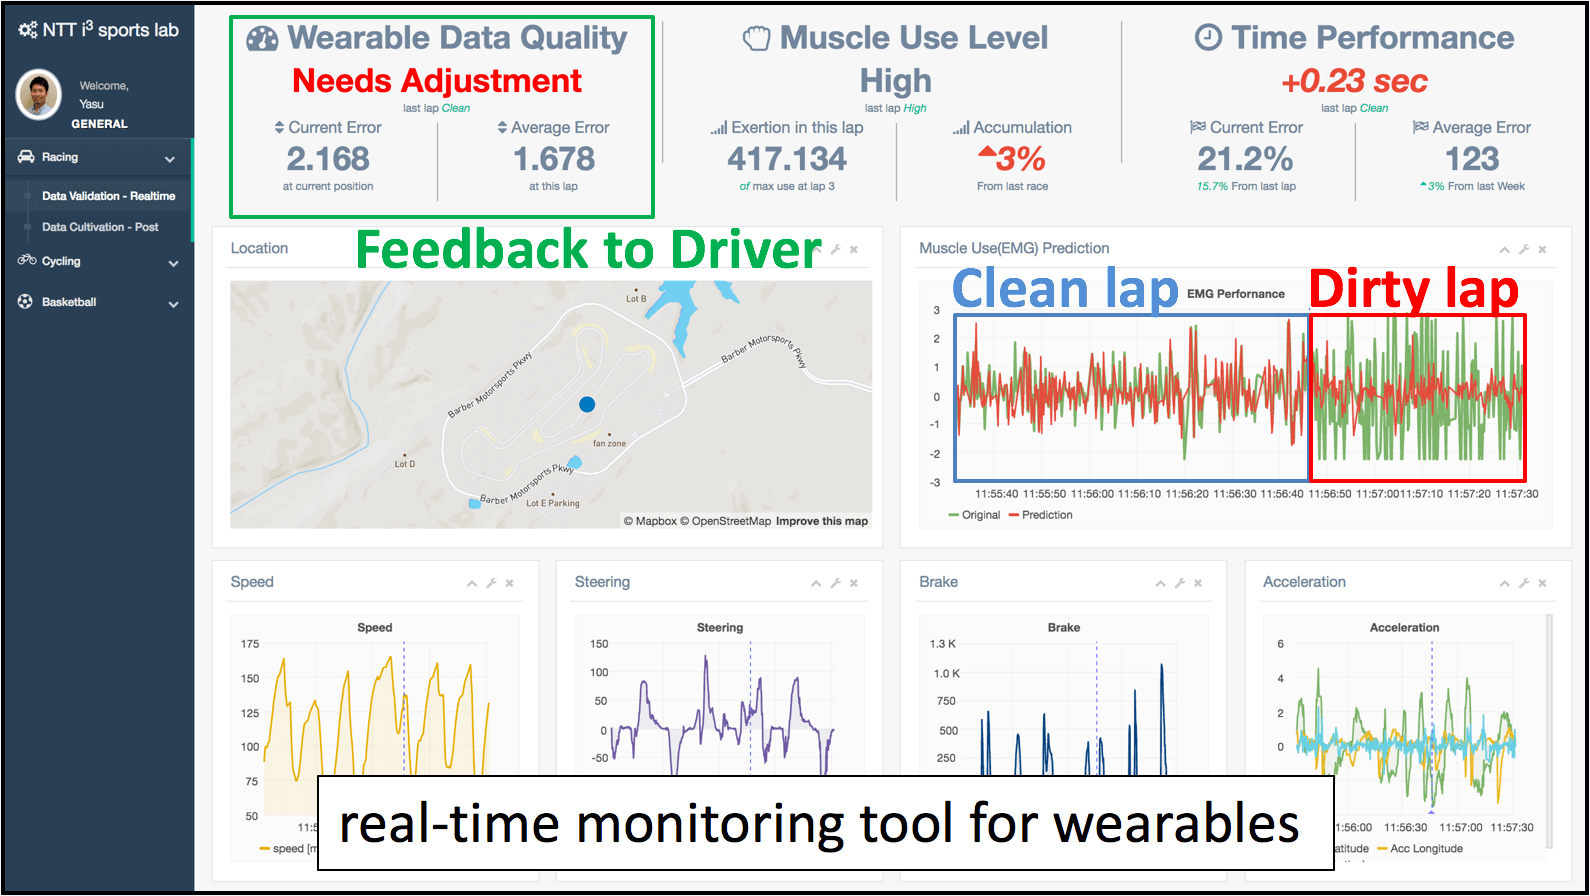 NTT i³ sports lab
Welcome,
Yasu
GENERAL
Racing
Data Validation - Realtime
Data Cultivation - Post
Cycling
Basketball
Wearable Data Quality
Needs Adjustment
last lap Clean
Current Error
2.168
at current position
Average Error
1.678
at this lap
Muscle Use Level
High
last lap High
Exertion in this lap
417.134
of max use at lap 3
Accumulation
3%
From last race
Time Performance
+0.23 sec
last lap Clean
Current Error
21.2%
15.7% From last lap
Average Error
123
3% From last Week
Feedback to Driver
Location
Lot B
Barber Motorsports Pkwy
Barber Motorsports Pkwy
fan zone
Lot D
Barber Motorsports Pkwy
Lot E Parking
© Mapbox © OpenStreetMap Improve this map
Muscle Use(EMG) Prediction
Clean lap
EMG Perfornance
Dirty lap
3
2
1
0
-1
-2
-3
11:55:40 11:55:50 11:56:00 11:56:10 11:56:20 11:56:30 11:56:40 11:56:50 11:57:00 11:57:10 11:57:20 11:57:30
Original Prediction
Speed
Speed
175
150
125
100
75
50
11:5
speed [m
Steering
Steering
150
100
50
0
-50
Brake
Brake
1.3 K
1.0 K
750
500
250
Acceleration
Acceleration
6
4
2
0
11:56:00 11:56:30 11:57:00 11:57:30
atitude Acc Longitude
real-time monitoring tool for wearables